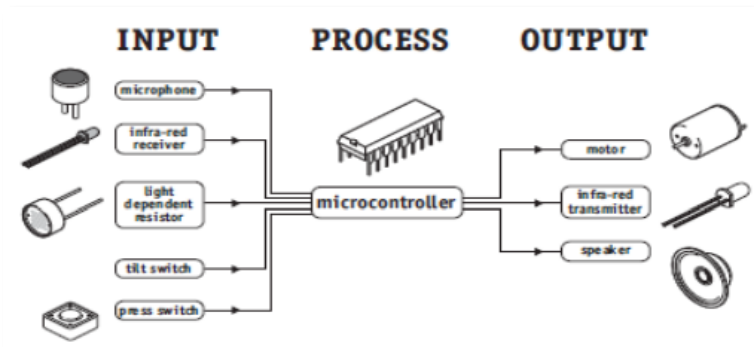 INPUT PROCESS OUTPUT
microphone
infra-red
receiver
light
dependent
resistor
tilt switch
press switch
microcontroller
motor
infra-red
transmitter
speaker